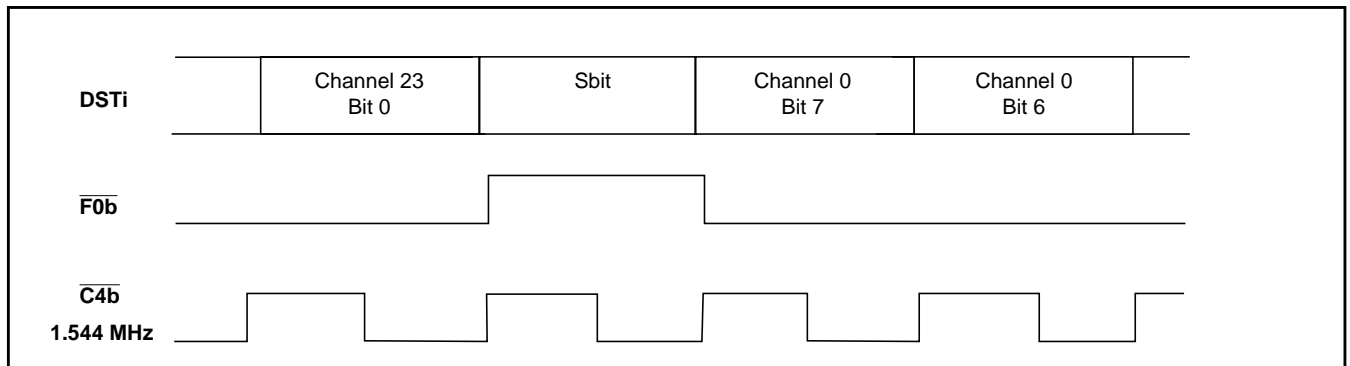 DSTi
Channel 23
Bit 0
Sbit
Channel 0
Bit 7
Channel 0
Bit 6
F0b
C4b
1.544 MHz